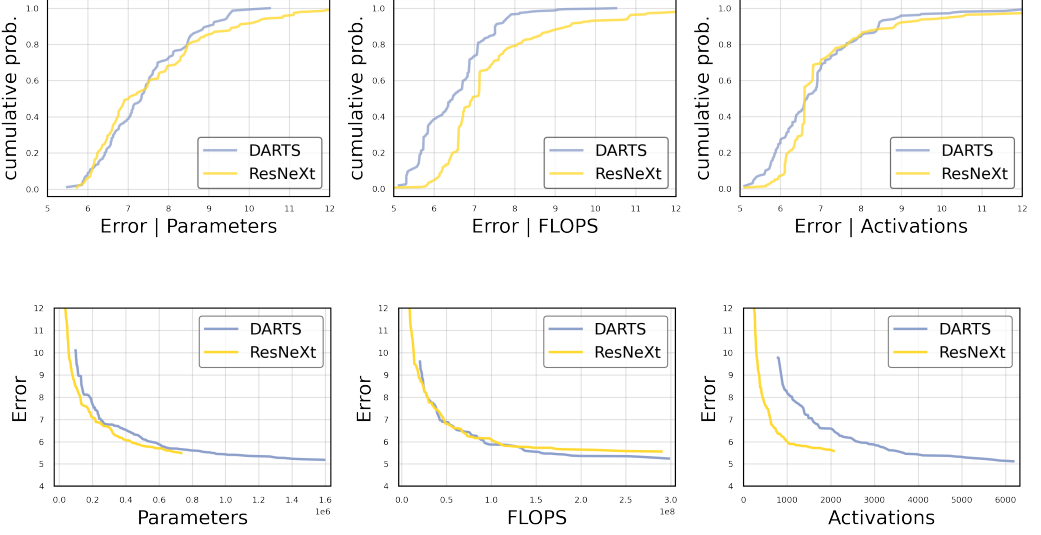 cumulative prob.
1.0
0.8
0.6
0.4
0.2
0.0
DARTS
ResNeXt
5 6 7 8 9 10 11 12
Error | Parameters
cumulative prob.
1.0
0.8
0.6
0.4
0.2
0.0
DARTS
ResNeXt
5 6 7 8 9 10 11 12
Error | FLOPS
cumulative prob.
1.0
0.8
0.6
0.4
0.2
0.0
DARTS
ResNeXt
5 6 7 8 9 10 11 12
Error | Activations
Error
12
11
10
9
8
7
6
5
4
DARTS
ResNeXt
0.0 0.2 0.4 0.6 0.8 1.0 1.2 1.4 1.6
1e6
Parameters
Error
12
11
10
9
8
7
6
5
4
DARTS
ResNeXt
0.0 0.5 1.0 1.5 2.0 2.5 3.0
1e8
FLOPS
Error
12
11
10
9
8
7
6
5
4
DARTS
ResNeXt
0 1000 2000 3000 4000 5000 6000
Activations